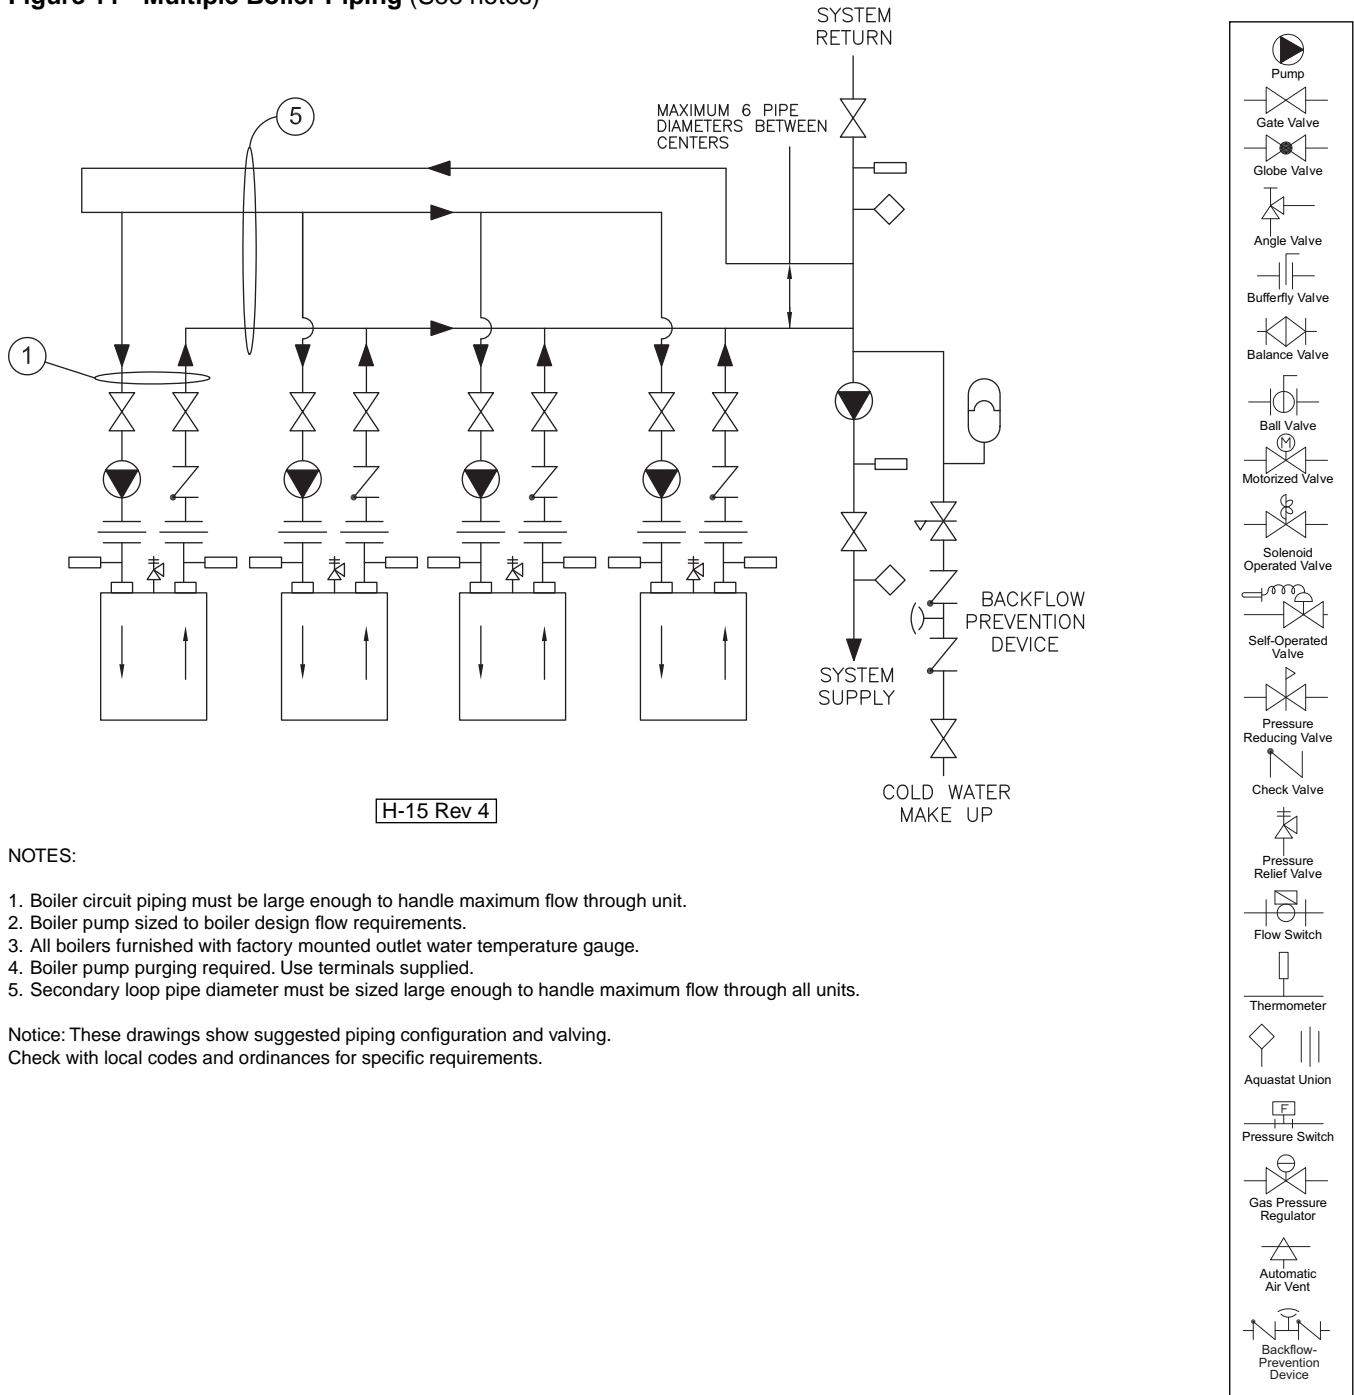 Figure 11 - Multiple Boiler Piping (See notes)
SYSTEM
RETURN
MAXIMUM 6 PIPE
DIAMETERS BETWEEN
CENTERS
5
1
BACKFLOW
PREVENTION
DEVICE
SYSTEM
SUPPLY
COLD WATER
MAKE UP
H-15 Rev 4
NOTES:
1. Boiler circuit piping must be large enough to handle maximum flow through unit.
2. Boiler pump sized to boiler design flow requirements.
3. All boilers furnished with factory mounted outlet water temperature gauge.
4. Boiler pump purging required. Use terminals supplied.
5. Secondary loop pipe diameter must be sized large enough to handle maximum flow through all units.
Notice: These drawings show suggested piping configuration and valving.
Check with local codes and ordinances for specific requirements.
Pump
Gate Valve
Globe Valve
Angle Valve
Bufferfly Valve
Balance Valve
Ball Valve
M
Motorized Valve
Solenoid
Operated Valve
Self-Operated
Valve
Pressure
Reducing Valve
Check Valve
Pressure
Relief Valve
Flow Switch
Thermometer
Aquastat Union
F
Pressure Switch
Gas Pressure
Regulator
Automatic
Air Vent
Backflow-
Prevention
Device